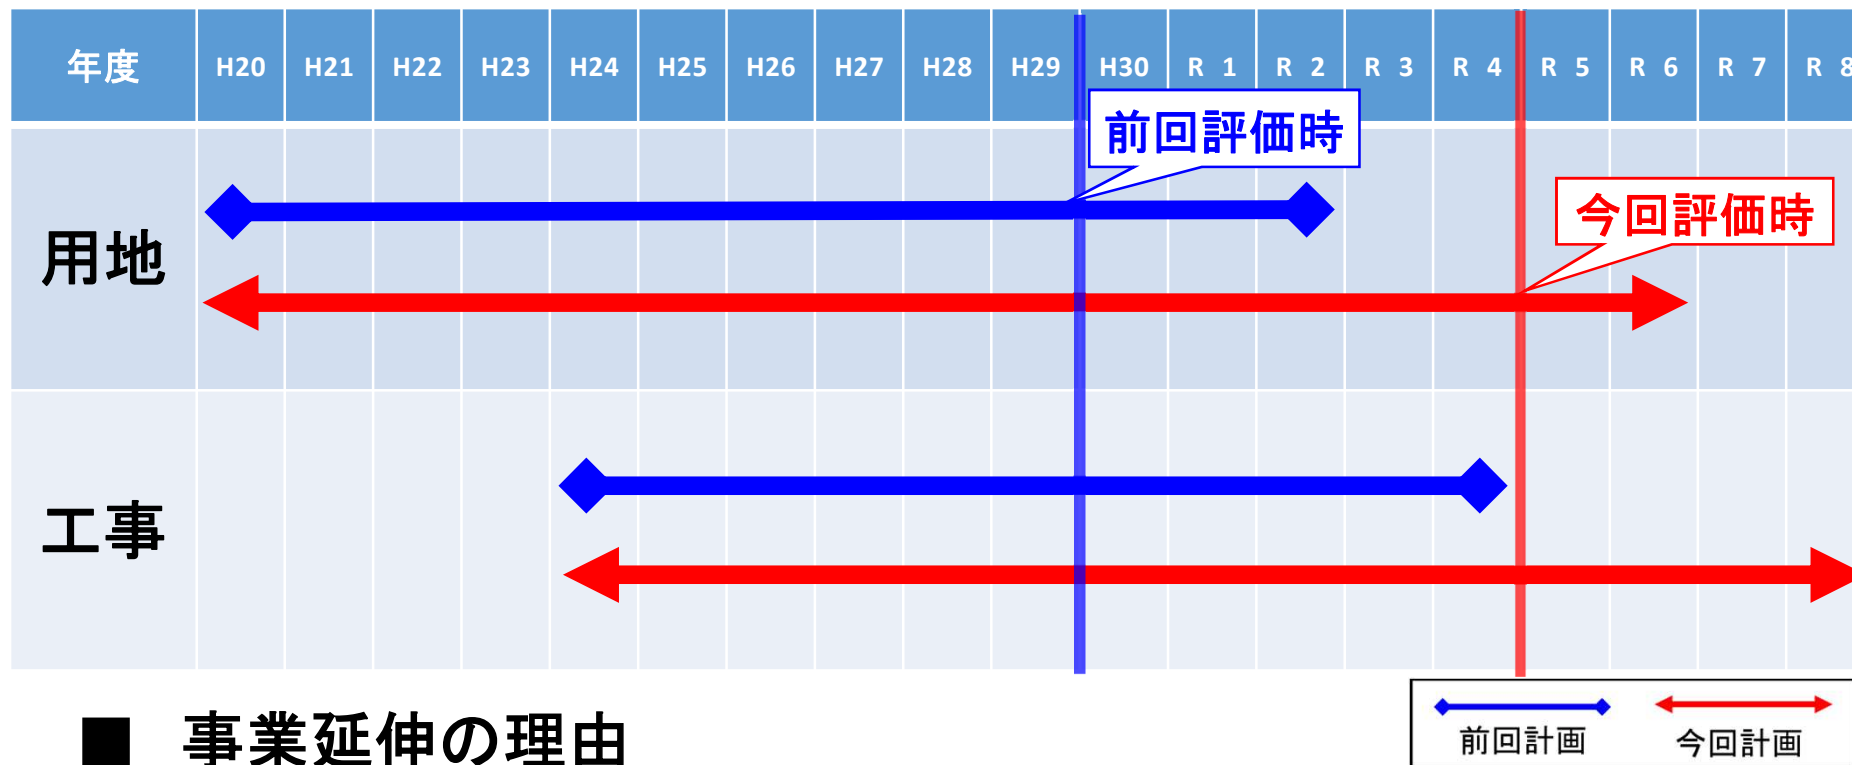 年度 H20 H21 H22 H23 H24 H25 H26 H27 H28 H29 H30 R 1 R 2 R 3 R 4 R 5 R 6 R 7 R 8
前回評価時
今回評価時
用地
工事
■ 事業延伸の理由
前回計画 今回計画